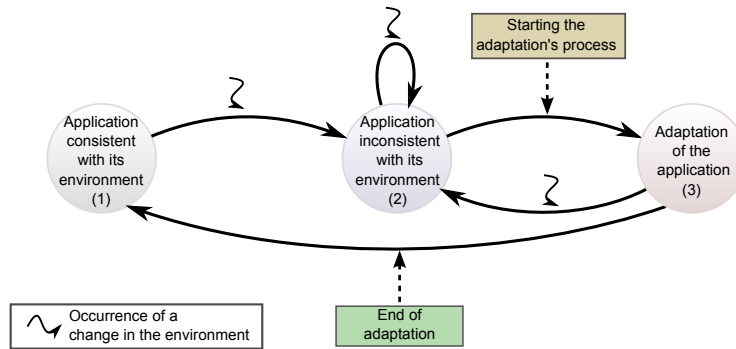 Starting the
adaptation's process
Application
consistent
with its
environment
(1)
Application
inconsistent
with its
environment
(2)
Adaptation
of the
application
(3)
Occurrence of a
change in the environment
End of
adaptation